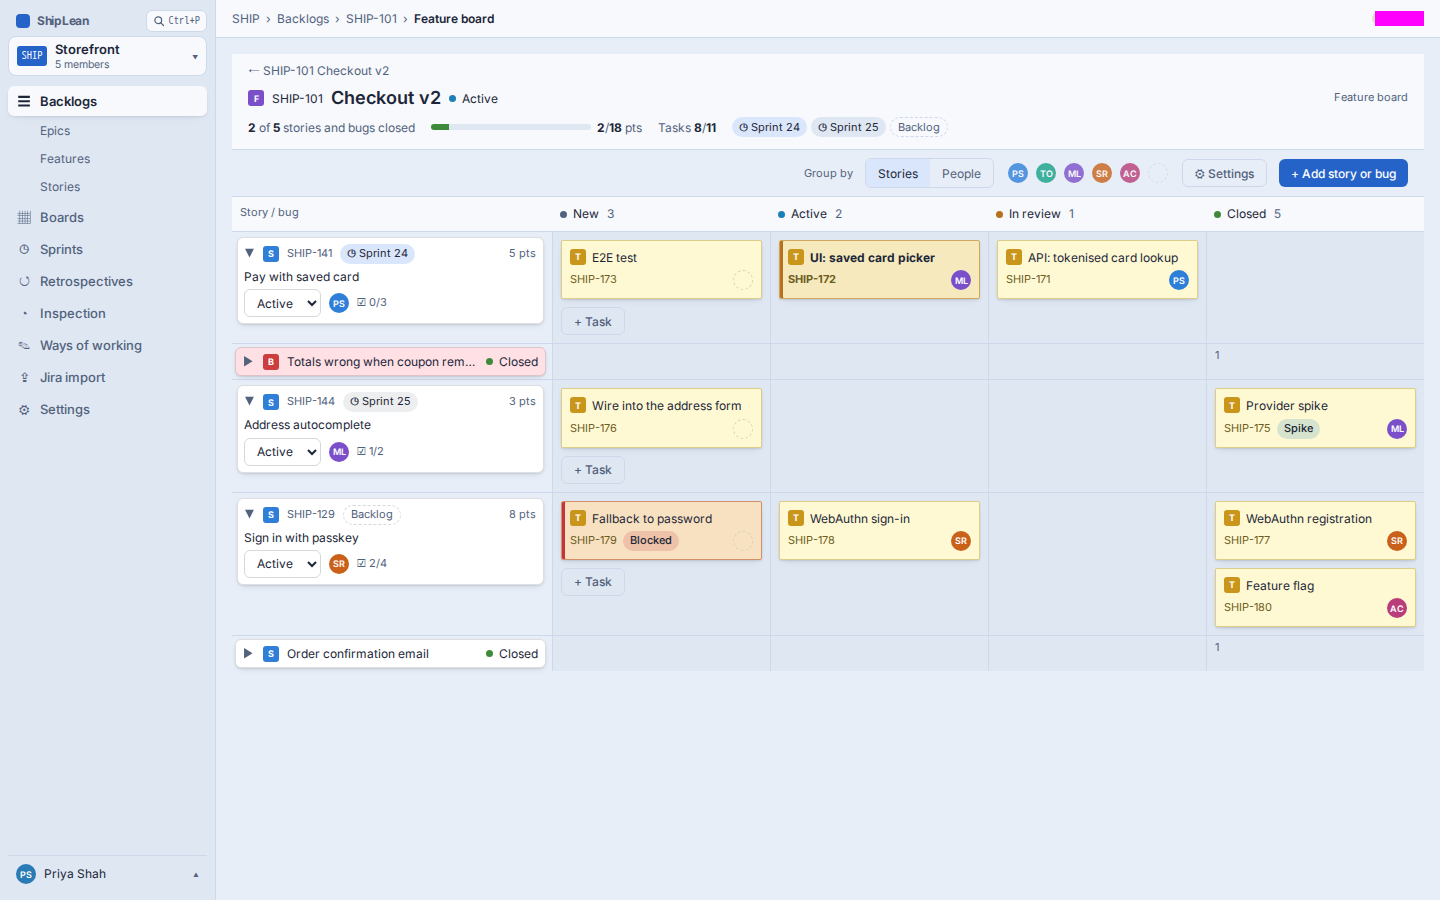 ShipLean
Ctrl+P
SHIP
Storefront
5 members
Backlogs
Epics
Features
Stories
Boards
Sprints
Retrospectives
Inspection
Ways of working
Jira import
Settings
PS Priya Shah
SHIP › Backlogs › SHIP-101 › Feature board
← SHIP-101 Checkout v2
F SHIP-101 Checkout v2 Active
Feature board
2 of 5 stories and bugs closed 2/18 pts Tasks 8/11 Sprint 24 Sprint 25 Backlog
Group by Stories People PS TO ML SR AC Settings + Add story or bug
Story / bug New 3 Active 2 In review 1 Closed 5
S SHIP-141 Sprint 24 5 pts
Pay with saved card
Active PS 0/3
T E2E test
SHIP-173
+ Task
T UI: saved card picker
SHIP-172 ML
T API: tokenised card lookup
SHIP-171 PS
B Totals wrong when coupon rem... Closed
1
S SHIP-144 Sprint 25 3 pts
Address autocomplete
Active ML 1/2
T Wire into the address form
SHIP-176
+ Task
T Provider spike
SHIP-175 Spike ML
S SHIP-129 Backlog 8 pts
Sign in with passkey
Active SR 2/4
T Fallback to password
SHIP-179 Blocked
+ Task
T WebAuthn sign-in
SHIP-178 SR
T WebAuthn registration
SHIP-177 SR
T Feature flag
SHIP-180 AC
S Order confirmation email Closed
1